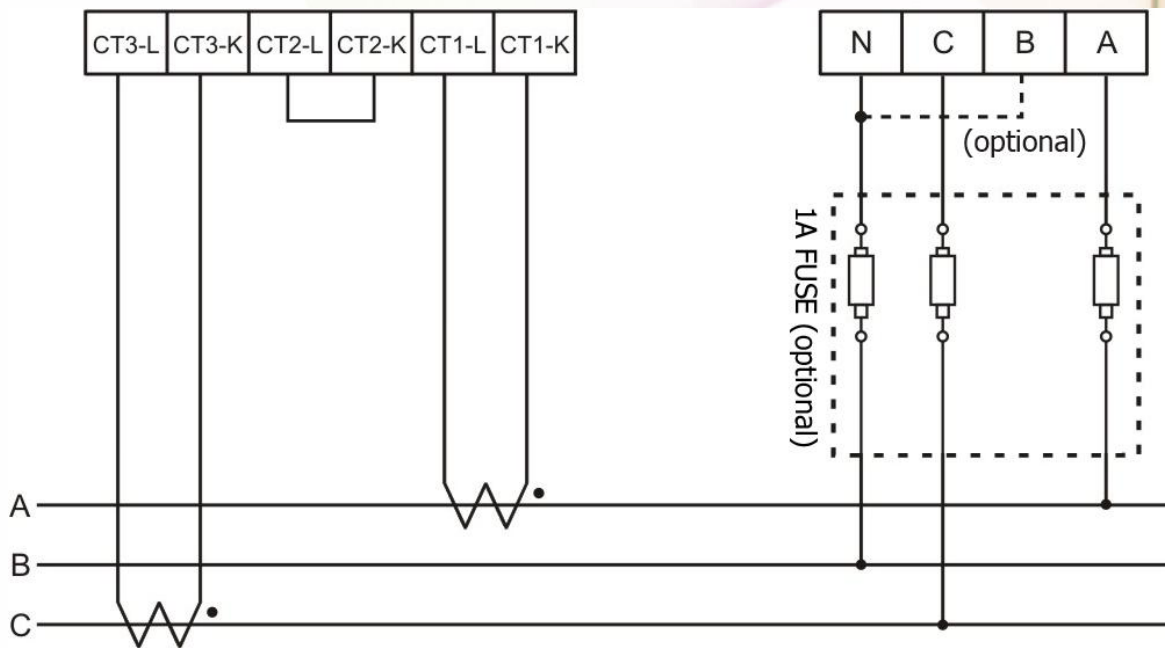 CT3-L CT3-K CT2-L CT2-K CT1-L CT1-K
N C B A
(optional)
1A FUSE (optional)
A
B
C